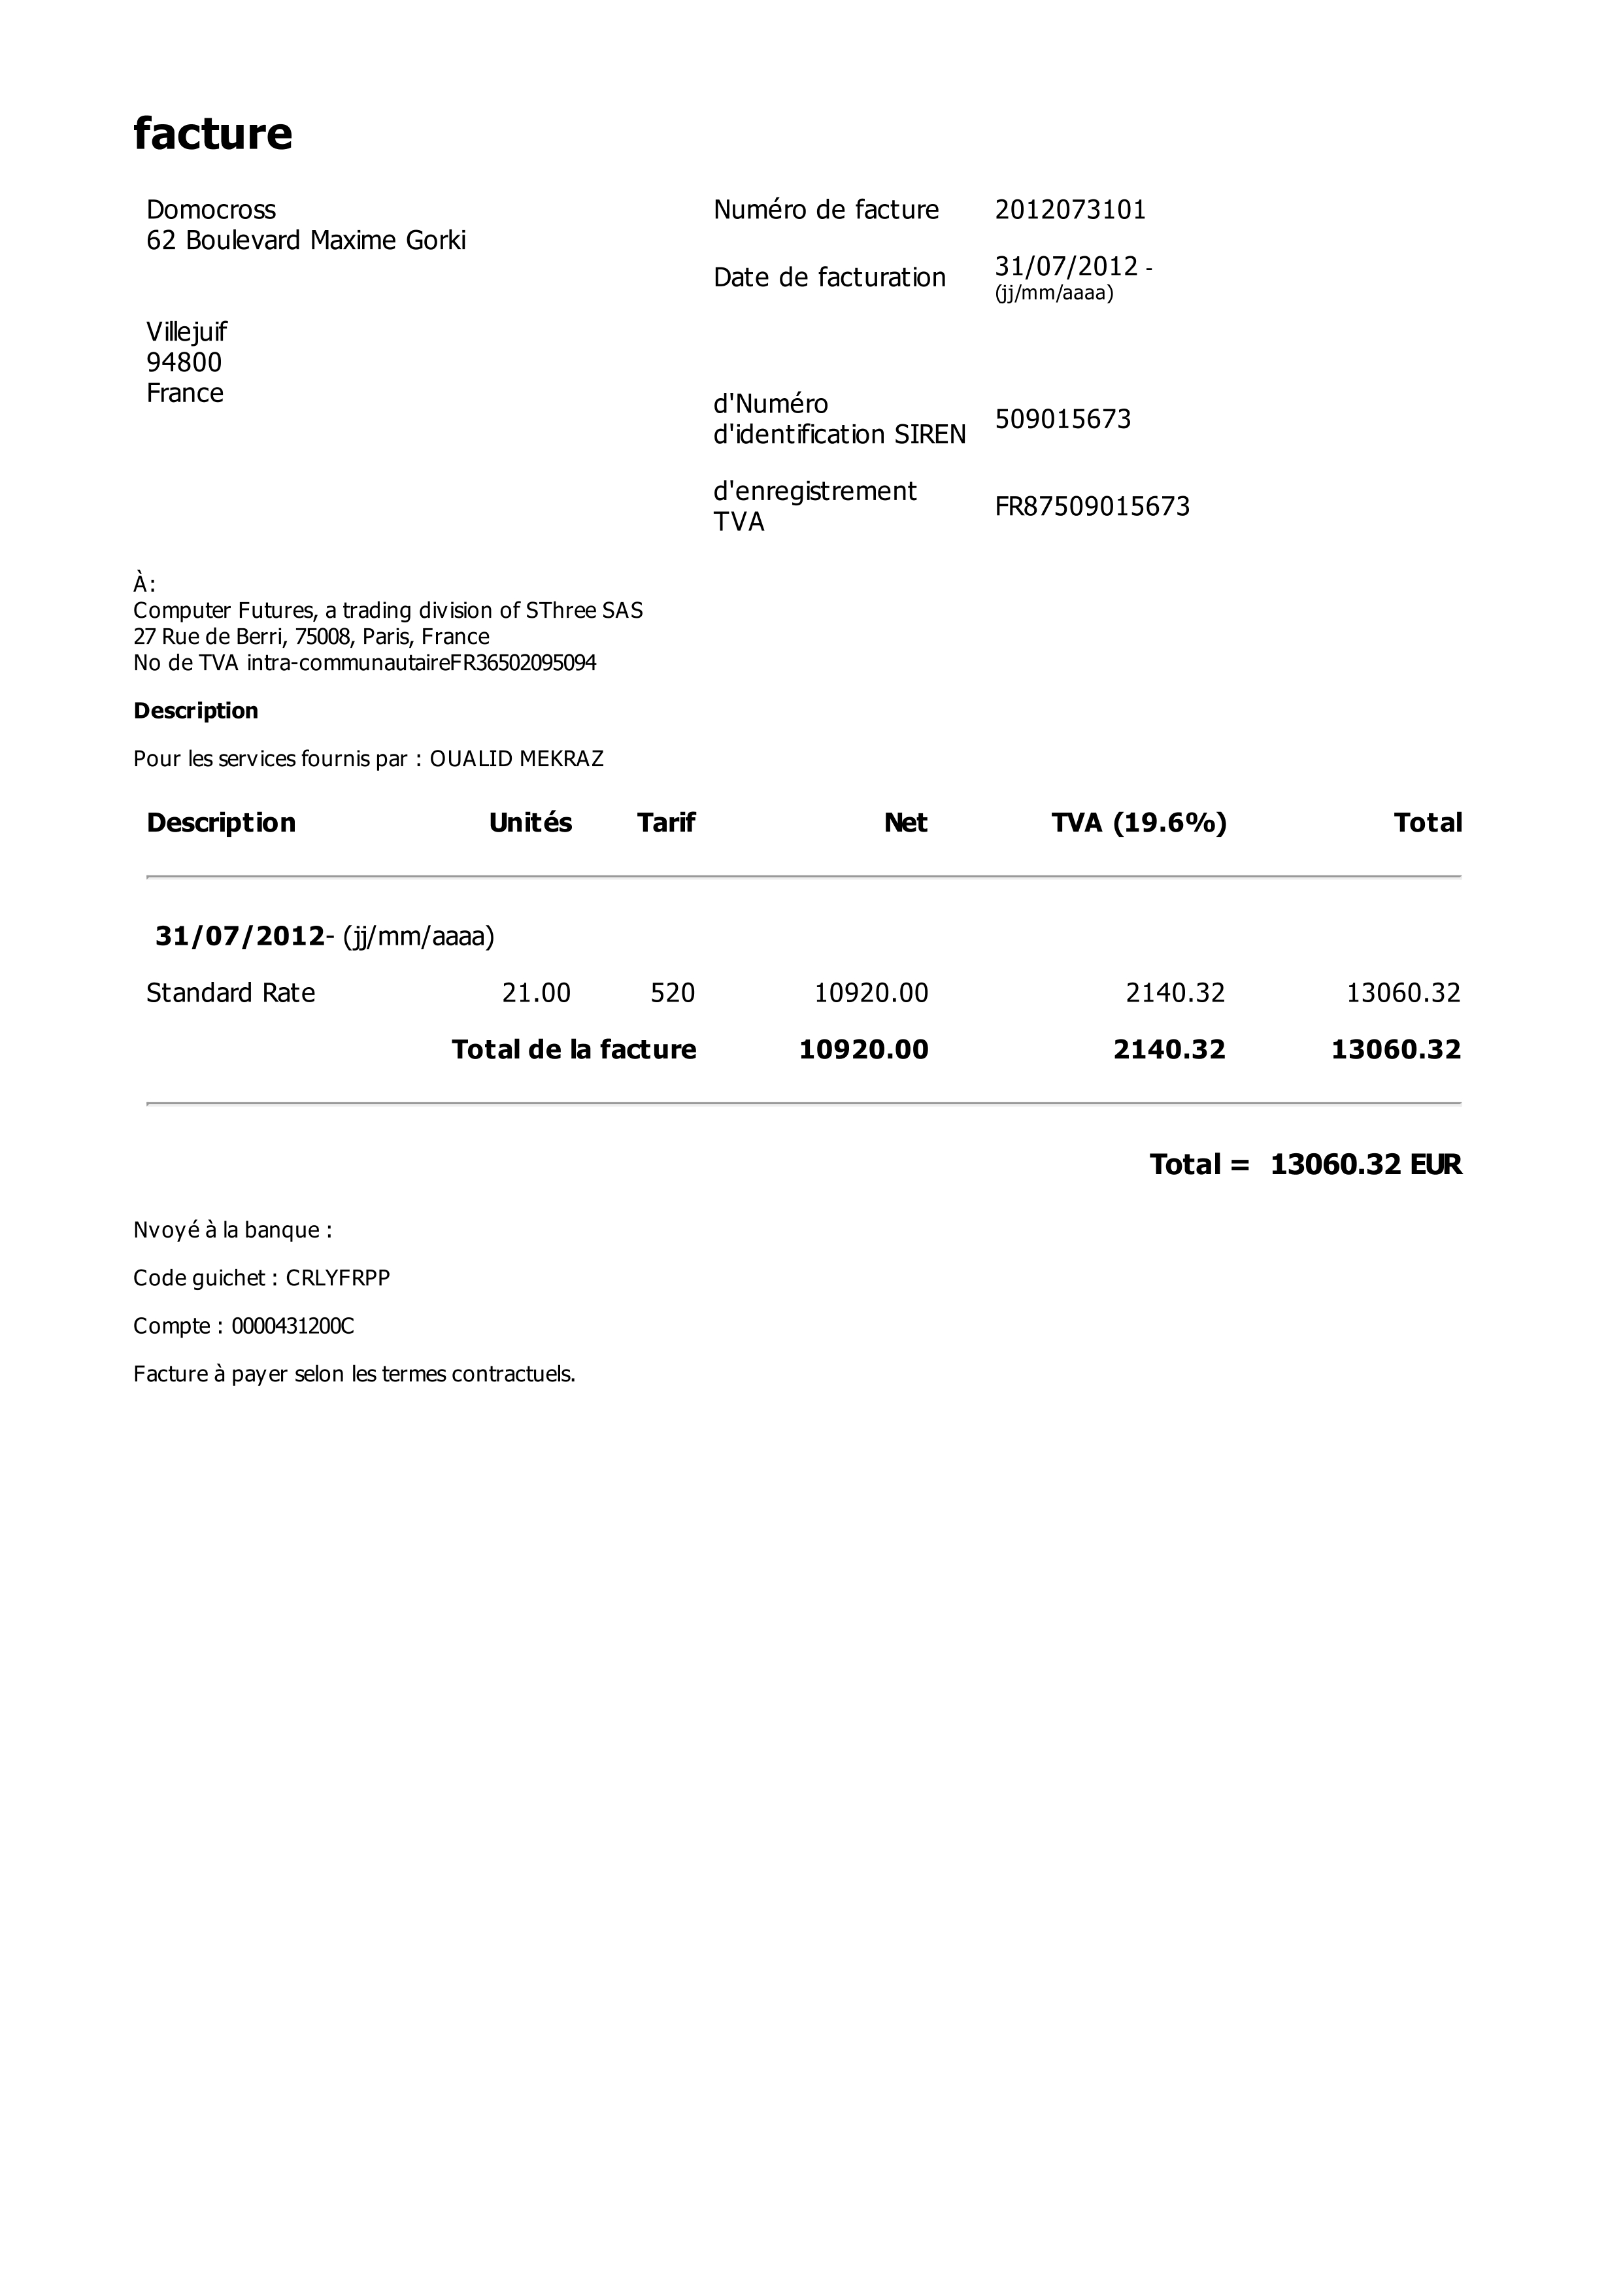 facture
Domocross
62 Boulevard Maxime Gorki
Villejuif
94800
France
Numéro de facture 2012073101
Date de facturation 31/07/2012 -
(jj/mm/aaaa)
d'Numéro
d'identification SIREN 509015673
d'enregistrement
TVA FR87509015673
À:
Computer Futures, a trading division of SThree SAS
27 Rue de Berri, 75008, Paris, France
No de TVA intra-communautaireFR36502095094
Description
Pour les services fournis par : OUALID MEKRAZ
Description Unités Tarif Net TVA (19.6%) Total
31/07/2012- (jj/mm/aaaa)
Standard Rate 21.00 520 10920.00 2140.32 13060.32
Total de la facture 10920.00 2140.32 13060.32
Total = 13060.32 EUR
Nvoyé à la banque :
Code guichet : CRLYFRPP
Compte : 0000431200C
Facture à payer selon les termes contractuels.